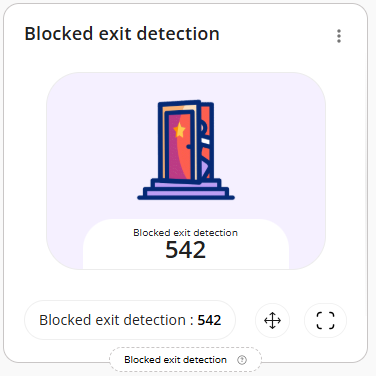 Blocked exit detection
Blocked exit detection
542
Blocked exit detection : 542
Blocked exit detection ?